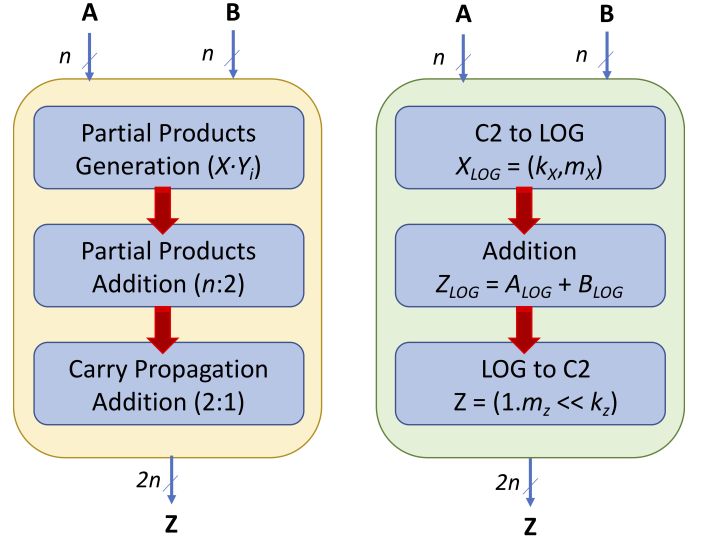 A
B
n
n
Partial Products
Generation (X·Yi)
Partial Products
Addition (n:2)
Carry Propagation
Addition (2:1)
2n
Z
A
B
n
n
C2 to LOG
XLOG = (kX,mX)
Addition
ZLOG = ALOG + BLOG
LOG to C2
Z = (1.mz << kz)
2n
Z